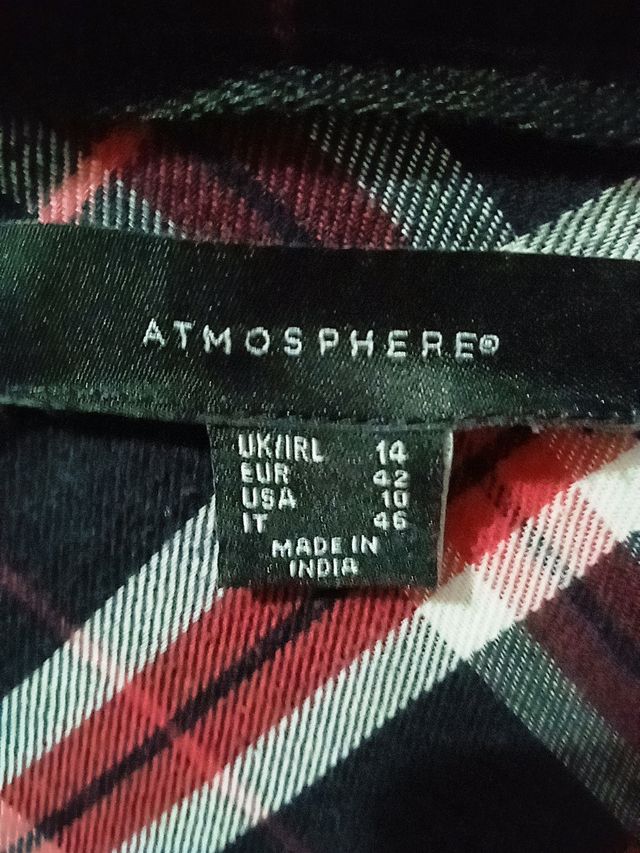 ATMOSPHERE®
UK/IRL 14
EUR 42
USA 10
IT 46
MADE IN
INDIA